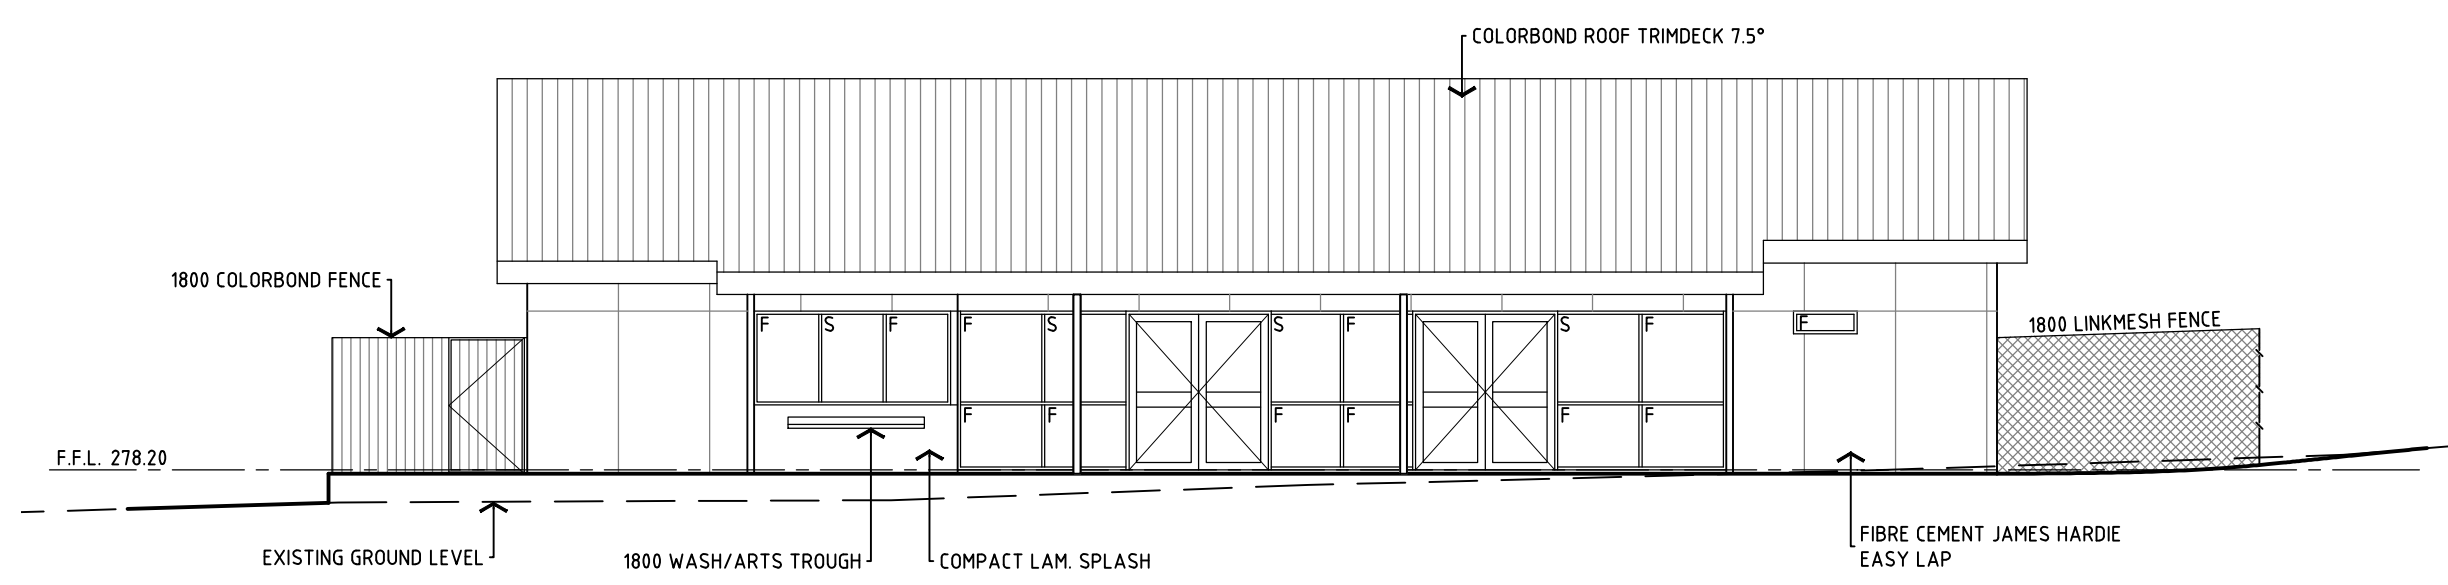 COLORBOND ROOF TRIMDECK 7.5°
1800 COLORBOND FENCE
1800 LINKMESH FENCE
F S F F S S F S F F
F F F F F F
F.F.L. 278.20
EXISTING GROUND LEVEL
1800 WASH/ARTS TROUGH
COMPACT LAM. SPLASH
FIBRE CEMENT JAMES HARDIE
EASY LAP